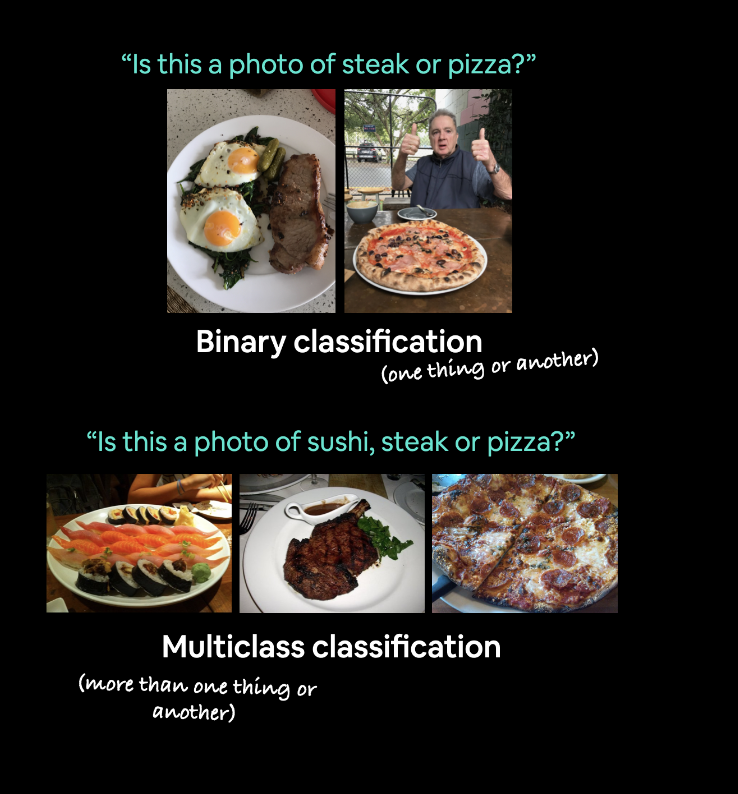 “Is this a photo of steak or pizza?”
Binary classification
(one thing or another)
“Is this a photo of sushi, steak or pizza?”
Multiclass classification
(more than one thing or
another)